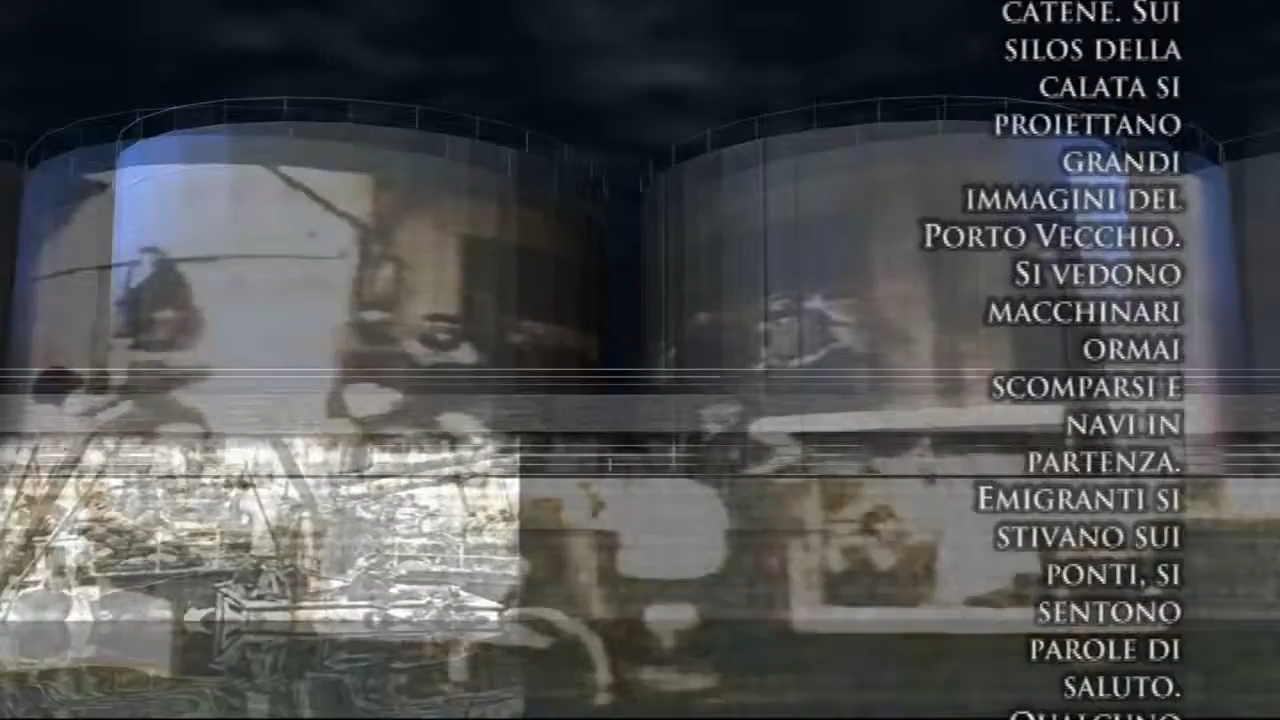 CATENE. SUI
SILOS DELLA
CALATA SI
PROIETTANO
GRANDI
IMMAGINI DEL
PORTO VECCHIO.
SI VEDONO
MACCHINARI
ORMAI
SCOMPARSI E
NAVI IN
PARTENZA.
EMIGRANTI SI
STIVANO SUI
PONTI, SI
SENTONO
PAROLE DI
SALUTO.
QUALCUNO